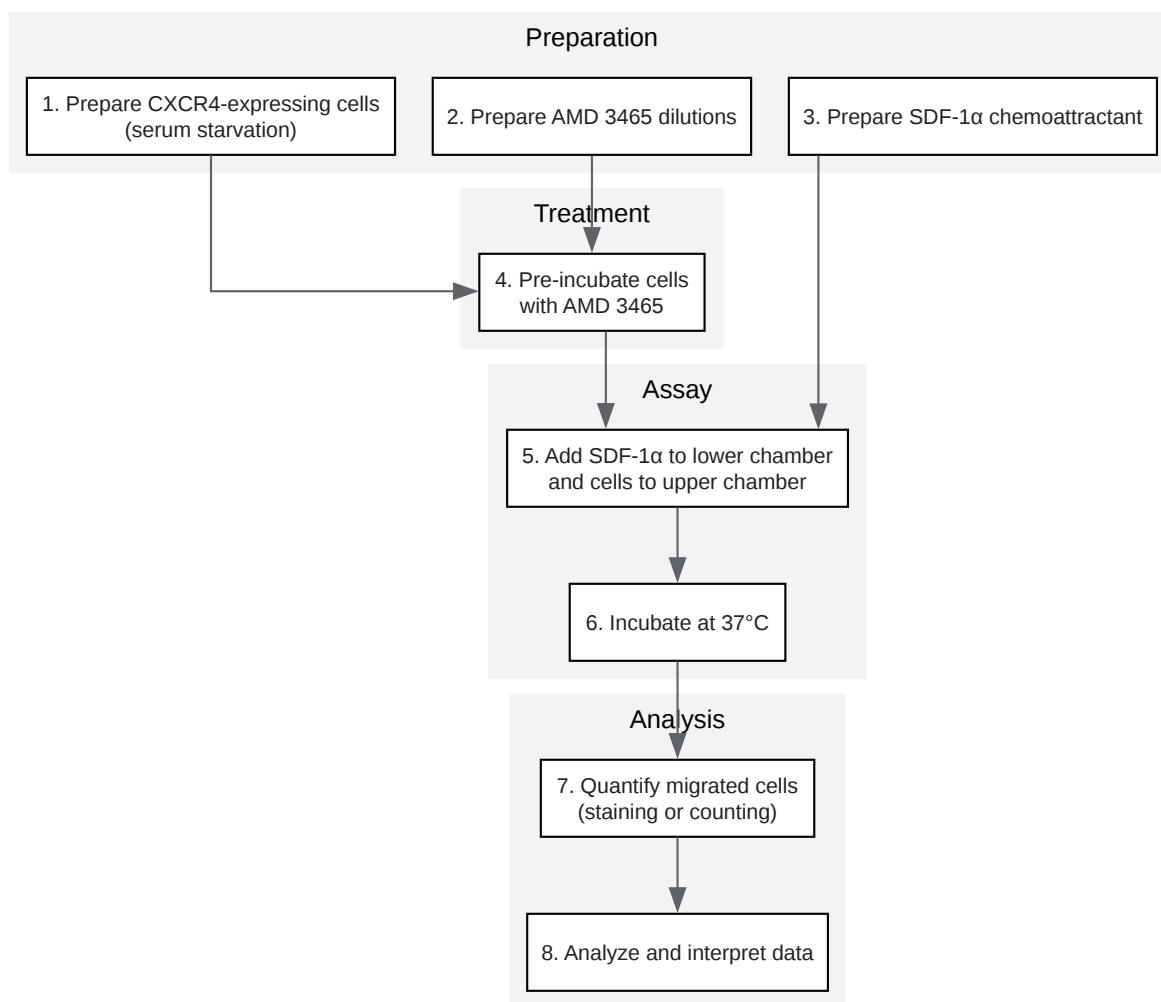 Preparation
1. Prepare CXCR4-expressing cells
(serum starvation)
2. Prepare AMD 3465 dilutions
3. Prepare SDF-1α chemoattractant
Treatment
4. Pre-incubate cells
with AMD 3465
Assay
5. Add SDF-1α to lower chamber
and cells to upper chamber
6. Incubate at 37°C
Analysis
7. Quantify migrated cells
(staining or counting)
8. Analyze and interpret data